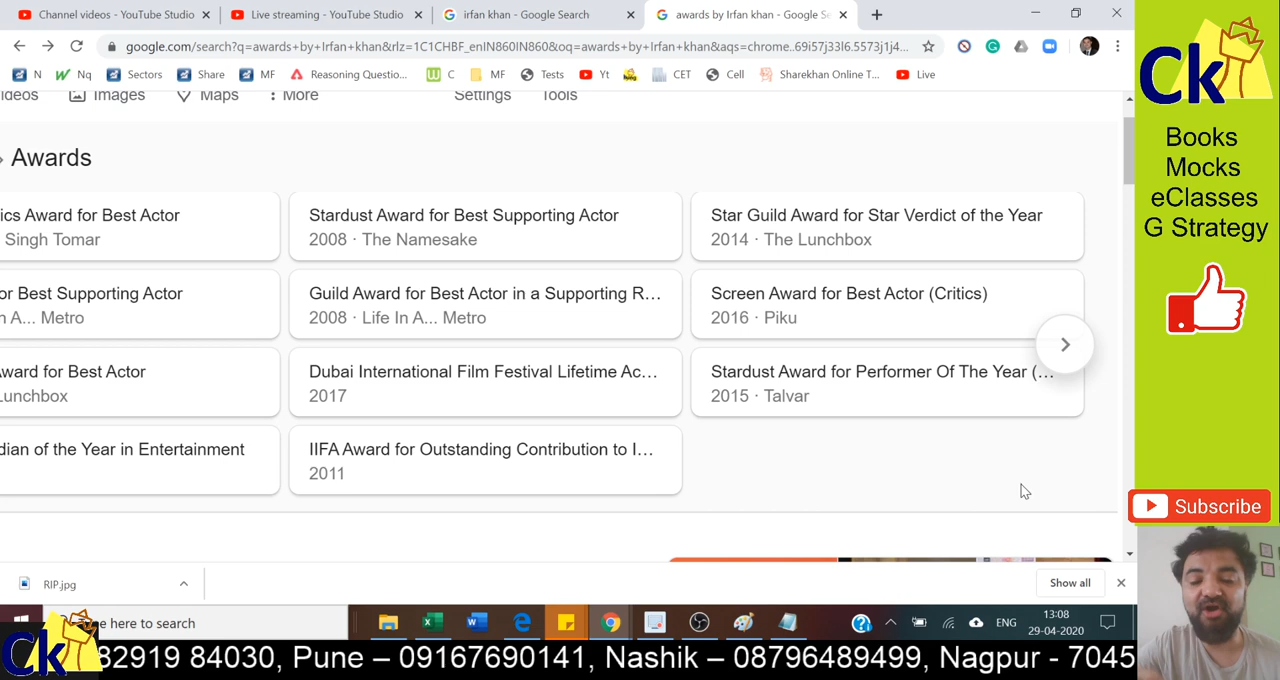 Channel videos - YouTube Studio
Live streaming - YouTube Studio
irfan khan - Google Search
awards by Irfan khan - Google Se
google.com/search?q=awards+by+Irfan+khan&rlz=1C1CHBF_enIN860IN860&oq=awards+by+Irfan+khan&aqs=chrome..69i57j33l6.5573j1j4...
N Nq Sectors Share MF Reasoning Questio... C MF Tests Yt CET Cell Sharekhan Online T... Live
ideos Images Maps More Settings Tools
Awards
ics Award for Best Actor
Singh Tomar
Stardust Award for Best Supporting Actor
2008 · The Namesake
Star Guild Award for Star Verdict of the Year
2014 · The Lunchbox
or Best Supporting Actor
n A... Metro
Guild Award for Best Actor in a Supporting R...
2008 · Life In A... Metro
Screen Award for Best Actor (Critics)
2016 · Piku
ward for Best Actor
Lunchbox
Dubai International Film Festival Lifetime Ac...
2017
Stardust Award for Performer Of The Year (...
2015 · Talvar
dian of the Year in Entertainment
IIFA Award for Outstanding Contribution to I...
2011
Ck
Books
Mocks
eClasses
G Strategy
Subscribe
RIP.jpg
Show all
pe here to search
ENG
13:08
29-04-2020
Ck
82919 84030, Pune – 09167690141, Nashik – 08796489499, Nagpur - 7045